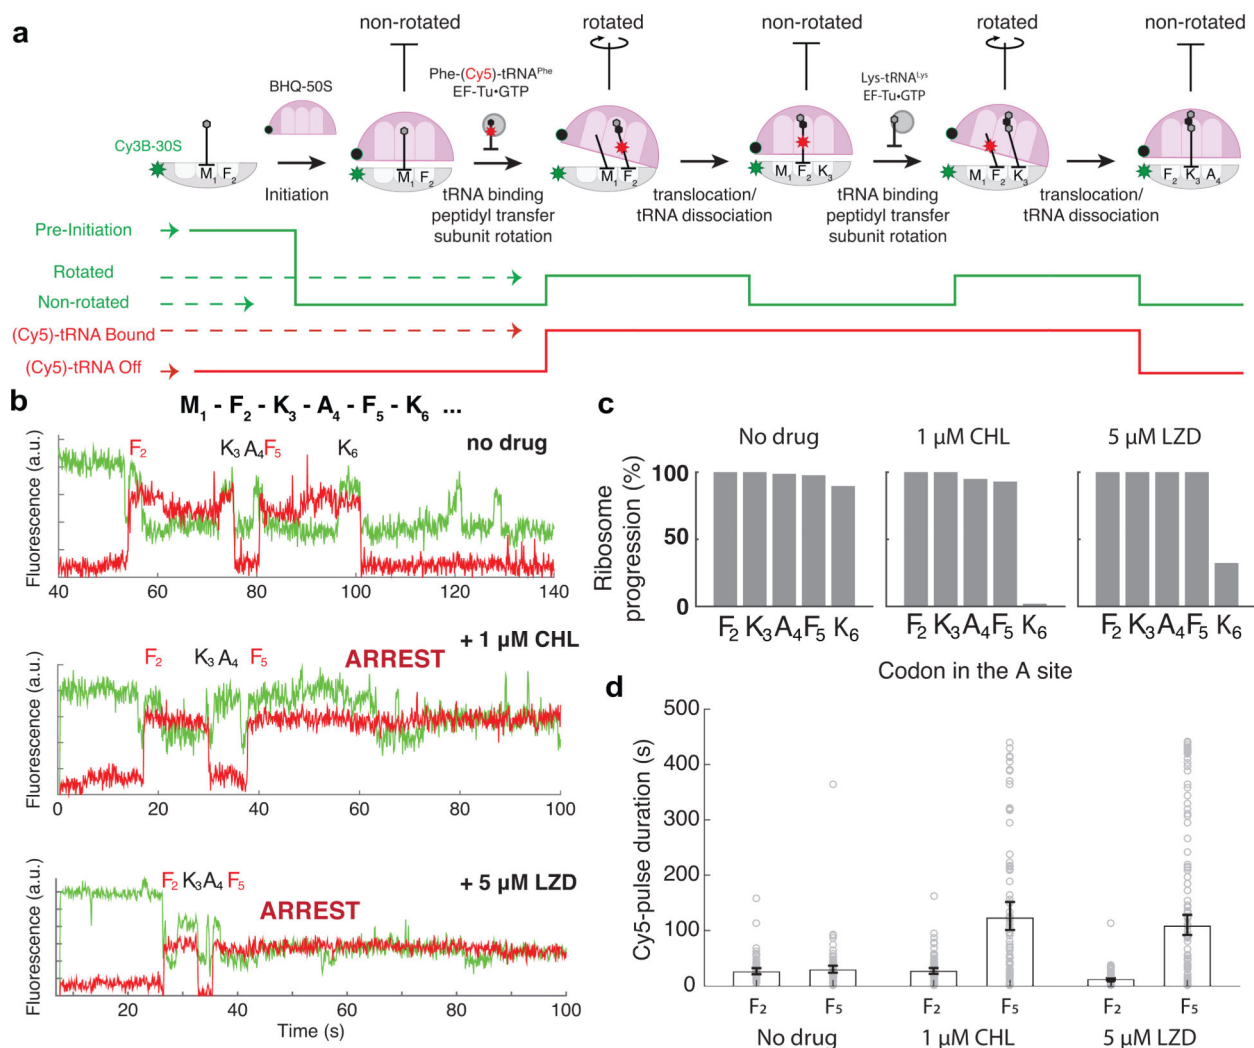 a
non-rotated
rotated
non-rotated
rotated
non-rotated
BHQ-50S
Phe-(Cy5)-tRNAPhe
EF-Tu•GTP
Lys-tRNALys
EF-Tu•GTP
Cy3B-30S
M1 F2
M1 F2
M1 F2
M1 F2 K3
M1 F2 K3
F2 K3 A4
Initiation
tRNA binding
peptidyl transfer
subunit rotation
translocation/
tRNA dissociation
tRNA binding
peptidyl transfer
subunit rotation
translocation/
tRNA dissociation
Pre-Initiation
Rotated
Non-rotated
(Cy5)-tRNA Bound
(Cy5)-tRNA Off
b
M1 - F2 - K3 - A4 - F5 - K6 ...
no drug
F2 K3 A4 F5 K6
Fluorescence (a.u.)
40 60 80 100 120 140
+ 1 µM CHL
F2 K3 A4 F5 ARREST
Fluorescence (a.u.)
0 20 40 60 80 100
+ 5 µM LZD
F2 K3 A4 F5
ARREST
Fluorescence (a.u.)
20 40 60 80 100
Time (s)
c
No drug 1 µM CHL 5 µM LZD
Ribosome
progression (%)
100
50
0
F2 K3 A4 F5 K6
F2 K3 A4 F5 K6
F2 K3 A4 F5 K6
Codon in the A site
d
Cy5-pulse duration (s)
500
400
300
200
100
0
F2 F5 F2 F5 F2 F5
No drug 1 µM CHL 5 µM LZD